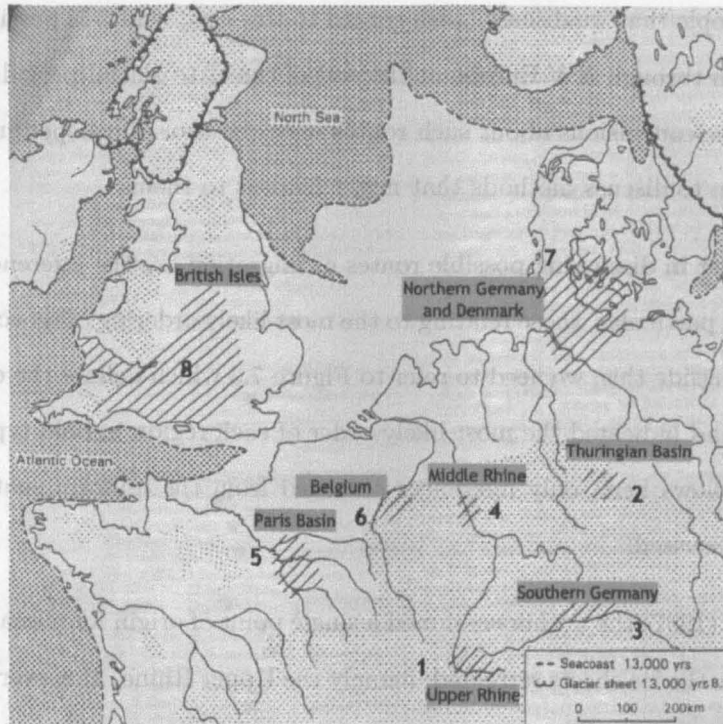 North Sea
British Isles
7
Northern Germany
and Denmark
8
Atlantic Ocean
Thuringian Basin
Middle Rhine
Belgium
2
Paris Basin
6
4
5
Southern Germany
3
1
Upper Rhine
-- Seacoast 13,000 yrs
Glacier sheet 13,000 yrs B.
0 100 200km